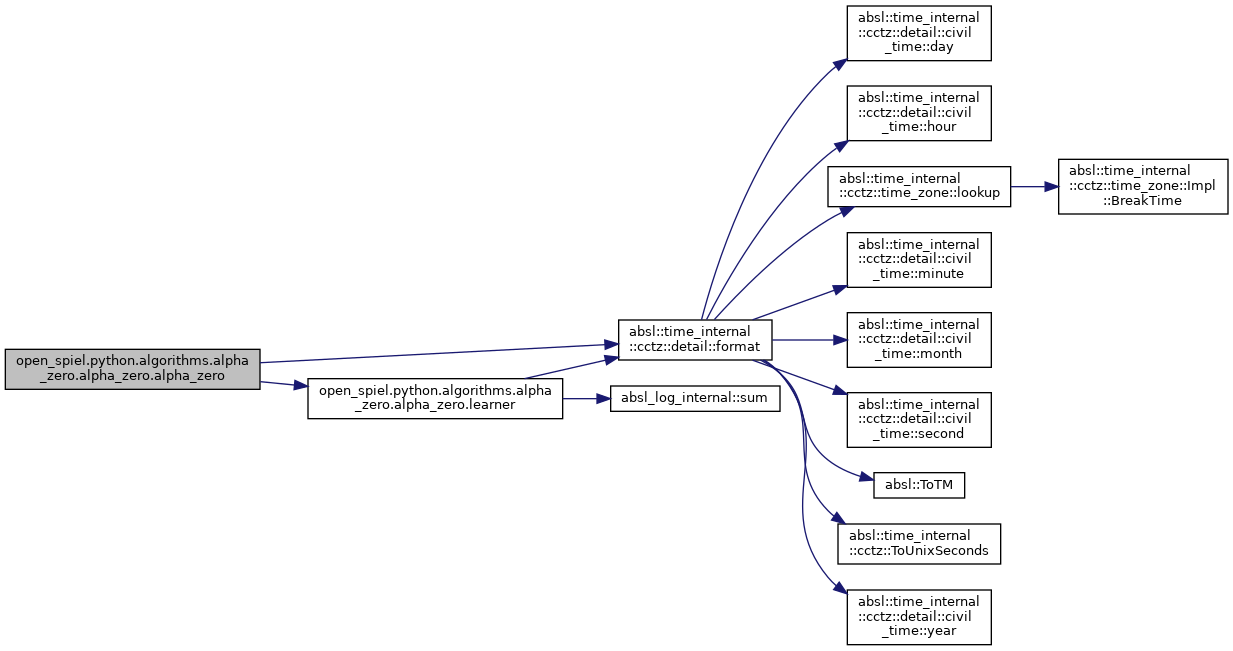 open_spiel.python.algorithms.alpha
_zero.alpha_zero.alpha_zero
open_spiel.python.algorithms.alpha
_zero.alpha_zero.learner
absl::time_internal
::cctz::detail::format
absl_log_internal::sum
absl::time_internal
::cctz::detail::civil
_time::day
absl::time_internal
::cctz::detail::civil
_time::hour
absl::time_internal
::cctz::time_zone::lookup
absl::time_internal
::cctz::time_zone::Impl
::BreakTime
absl::time_internal
::cctz::detail::civil
_time::minute
absl::time_internal
::cctz::detail::civil
_time::month
absl::time_internal
::cctz::detail::civil
_time::second
absl::ToTM
absl::time_internal
::cctz::ToUnixSeconds
absl::time_internal
::cctz::detail::civil
_time::year